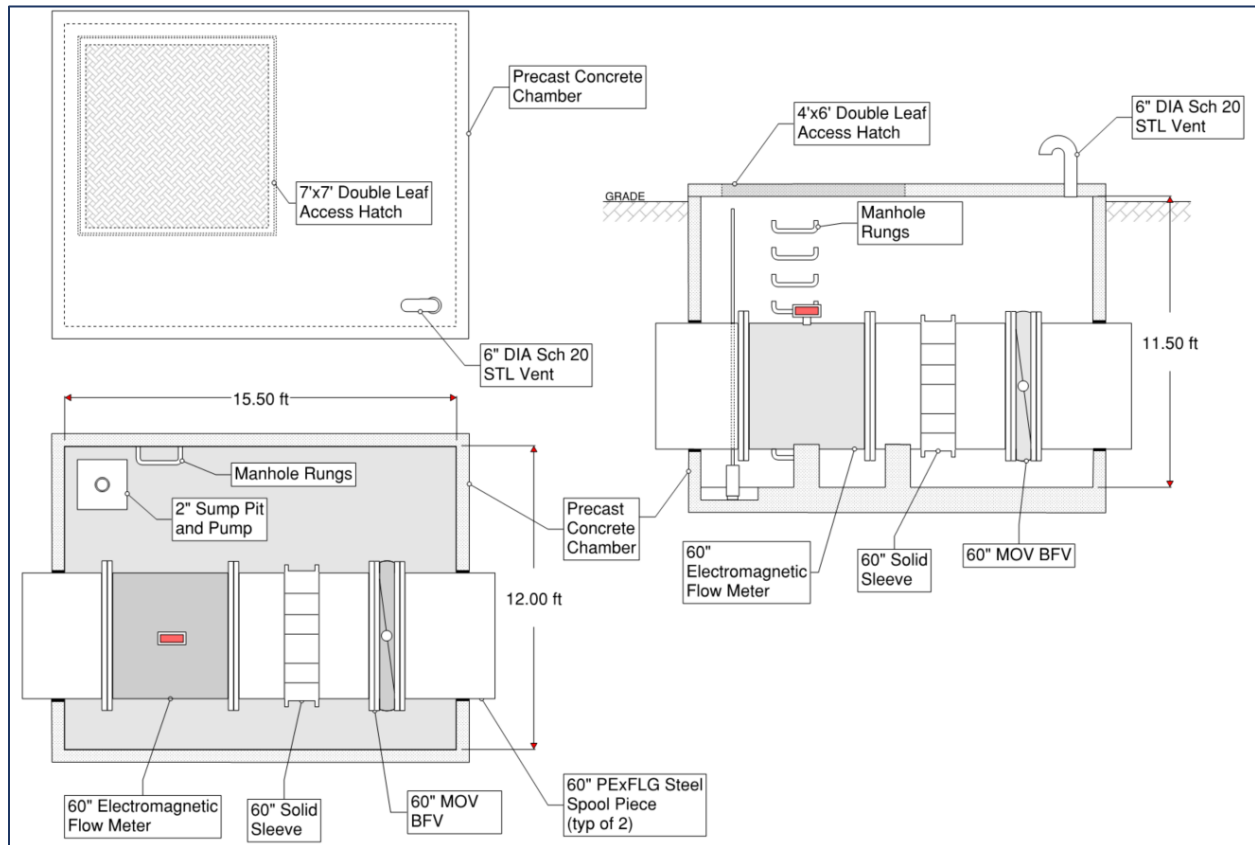 Precast Concrete
Chamber
7'x7' Double Leaf
Access Hatch
6" DIA Sch 20
STL Vent
4'x6' Double Leaf
Access Hatch
6" DIA Sch 20
STL Vent
GRADE
Manhole
Rungs
11.50 ft
60"
Electromagnetic
Flow Meter
60" Solid
Sleeve
60" MOV BFV
Precast
Concrete
Chamber
15.50 ft
Manhole Rungs
2" Sump Pit
and Pump
12.00 ft
60" Electromagnetic
Flow Meter
60" Solid
Sleeve
60" MOV
BFV
60" PExFLG Steel
Spool Piece
(typ of 2)